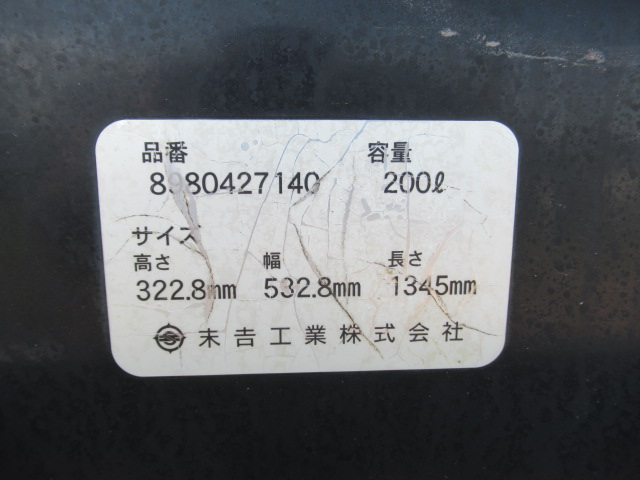 品番 容量
8980427140 200ℓ
サイズ
高さ 幅 長さ
322.8mm 532.8mm 1345mm
末吉工業株式会社